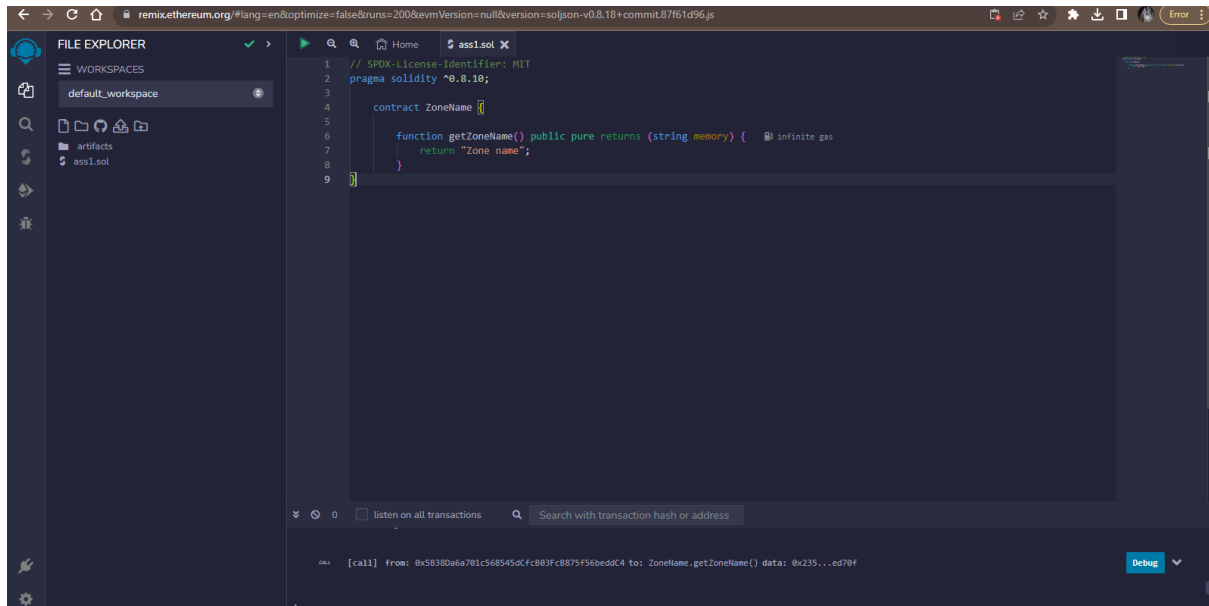 remix.ethereum.org/#lang=en&optimize=false&runs=200&evmVersion=null&version=soljson-v0.8.18+commit.87f61d96.js
Error
FILE EXPLORER
WORKSPACES
default_workspace
artifacts
ass1.sol
Home
ass1.sol
1 // SPDX-License-Identifier: MIT
2 pragma solidity ^0.8.10;
3
4 contract ZoneName {
5
6 function getZoneName() public pure returns (string memory) { infinite gas
7 return "Zone name";
8 }
9 }
0 listen on all transactions Search with transaction hash or address
CALL [call] from: 0x5B38Da6a701c568545dCfcB03FcB875f56beddC4 to: ZoneName.getZoneName() data: 0x235...ed70f
Debug